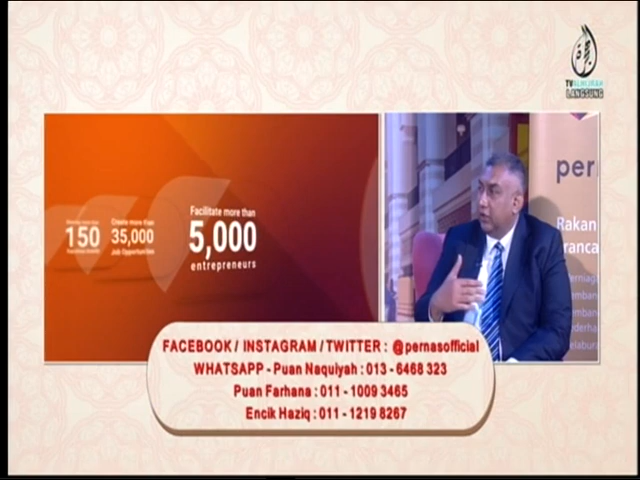 TV ALHIJRAH
LANGSUNG
150
Create more than
35,000
Job Opportunities
Facilitate more than
5,000
entrepreneurs
per
Rakan
ranca
FACEBOOK / INSTAGRAM / TWITTER : @pernasofficial
WHATSAPP - Puan Naquiyah : 013 - 6468 323
Puan Farhana : 011 - 1009 3465
Encik Haziq : 011 - 1219 8267